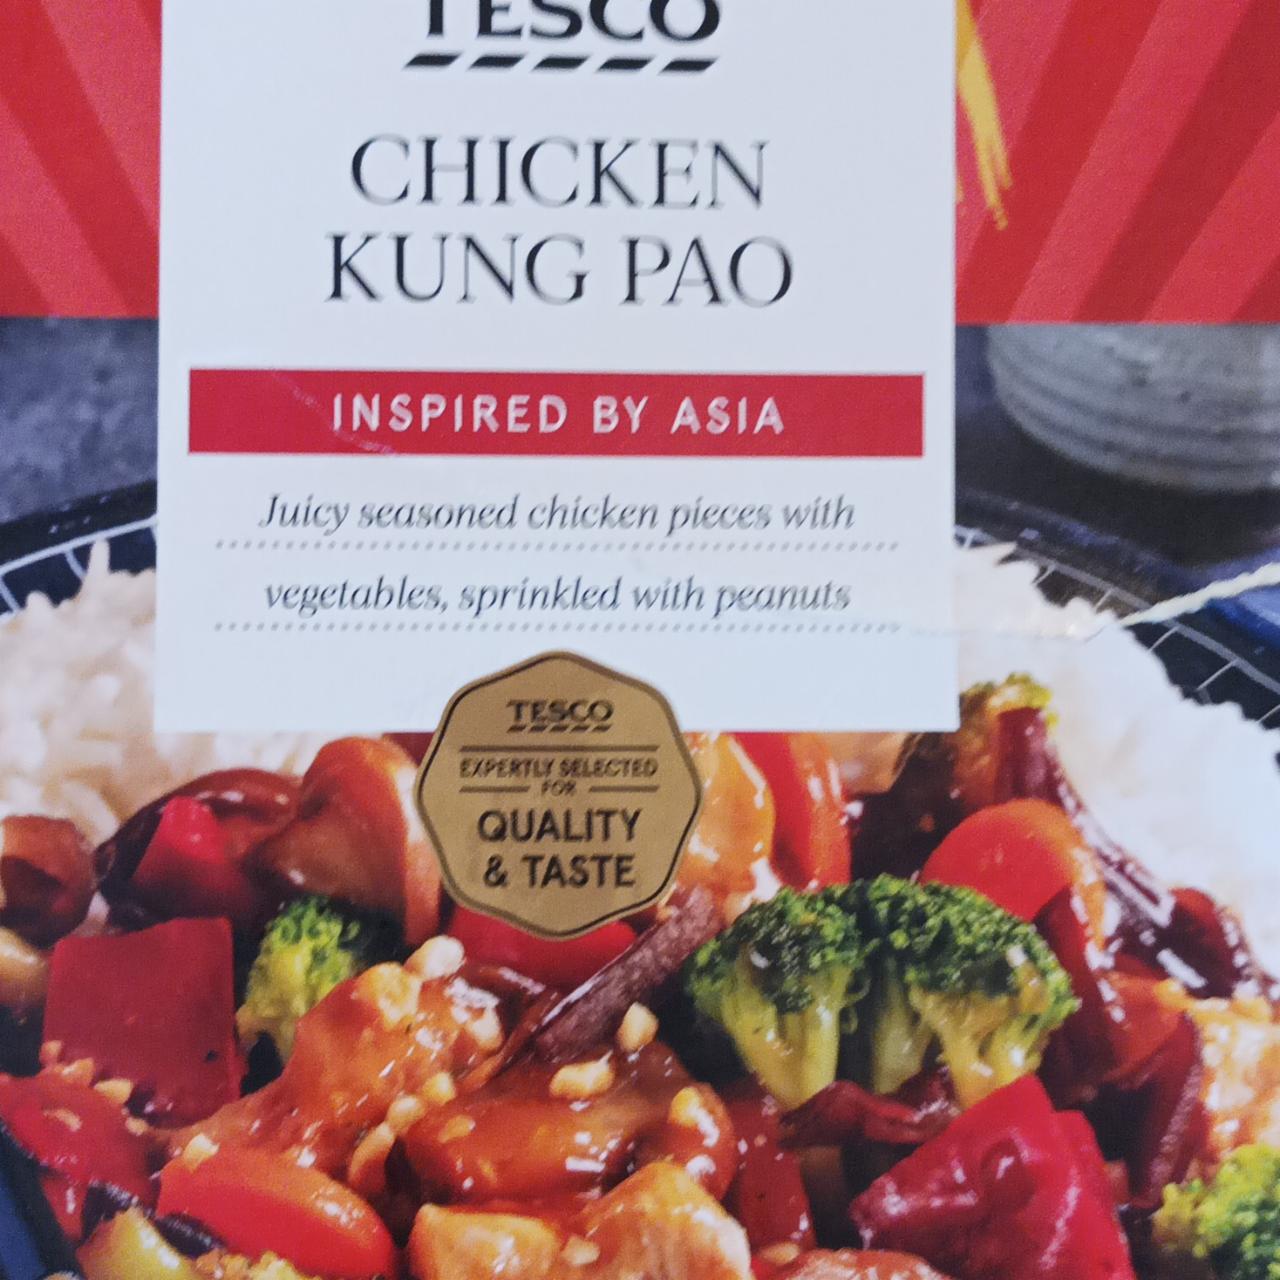 TESCO
CHICKEN
KUNG PAO
INSPIRED BY ASIA
Juicy seasoned chicken pieces with
vegetables, sprinkled with peanuts
TESCO
EXPERTLY SELECTED
FOR
QUALITY
& TASTE